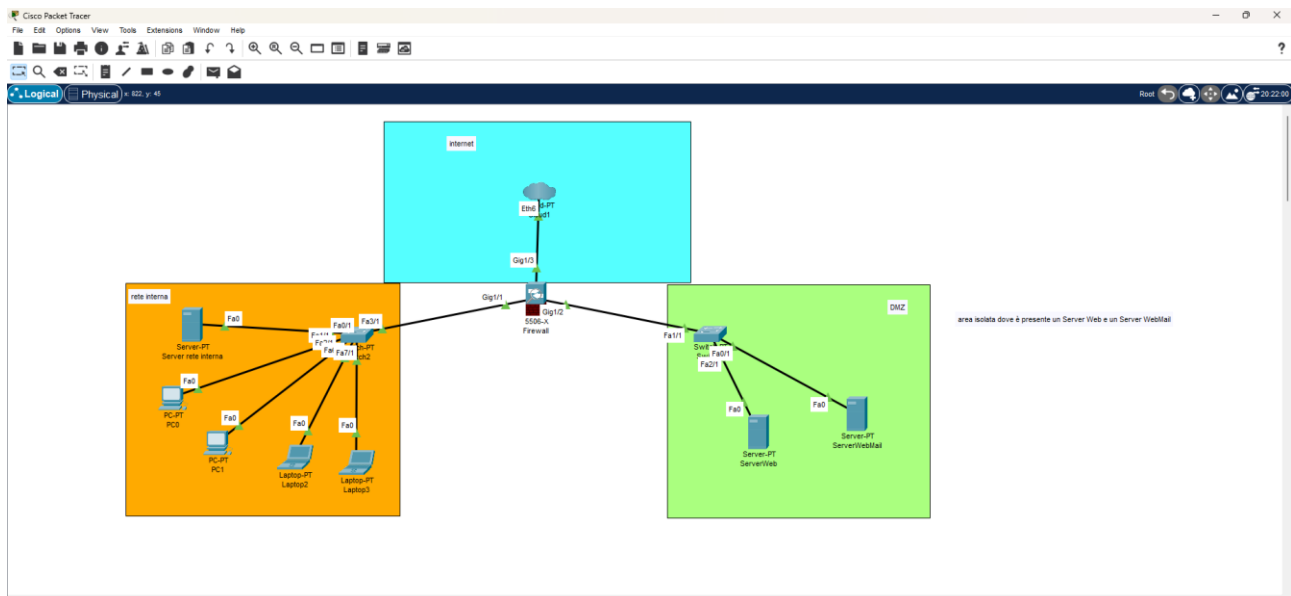 Cisco Packet Tracer
File Edit Options View Tools Extensions Window Help
?
Logical Physical x: 822, y: 45
Root 20:22:00
internet
Eth6 d-PT
Gig1/3
rete interna
Gig1/1
Gig1/2
5506-X
Firewall
DMZ
area isolata dove è presente un Server Web e un Server WebMail
Fa0
Fa0/1
Fa3/1
Server-PT
Server rete interna
Fa7/1
Fa0
PC-PT
PC0
Fa0
PC-PT
PC1
Fa0
Laptop-PT
Laptop2
Fa0
Laptop-PT
Laptop3
Fa1/1
Fa0/1
Fa2/1
Fa0
Server-PT
ServerWeb
Fa0
Server-PT
ServerWebMail